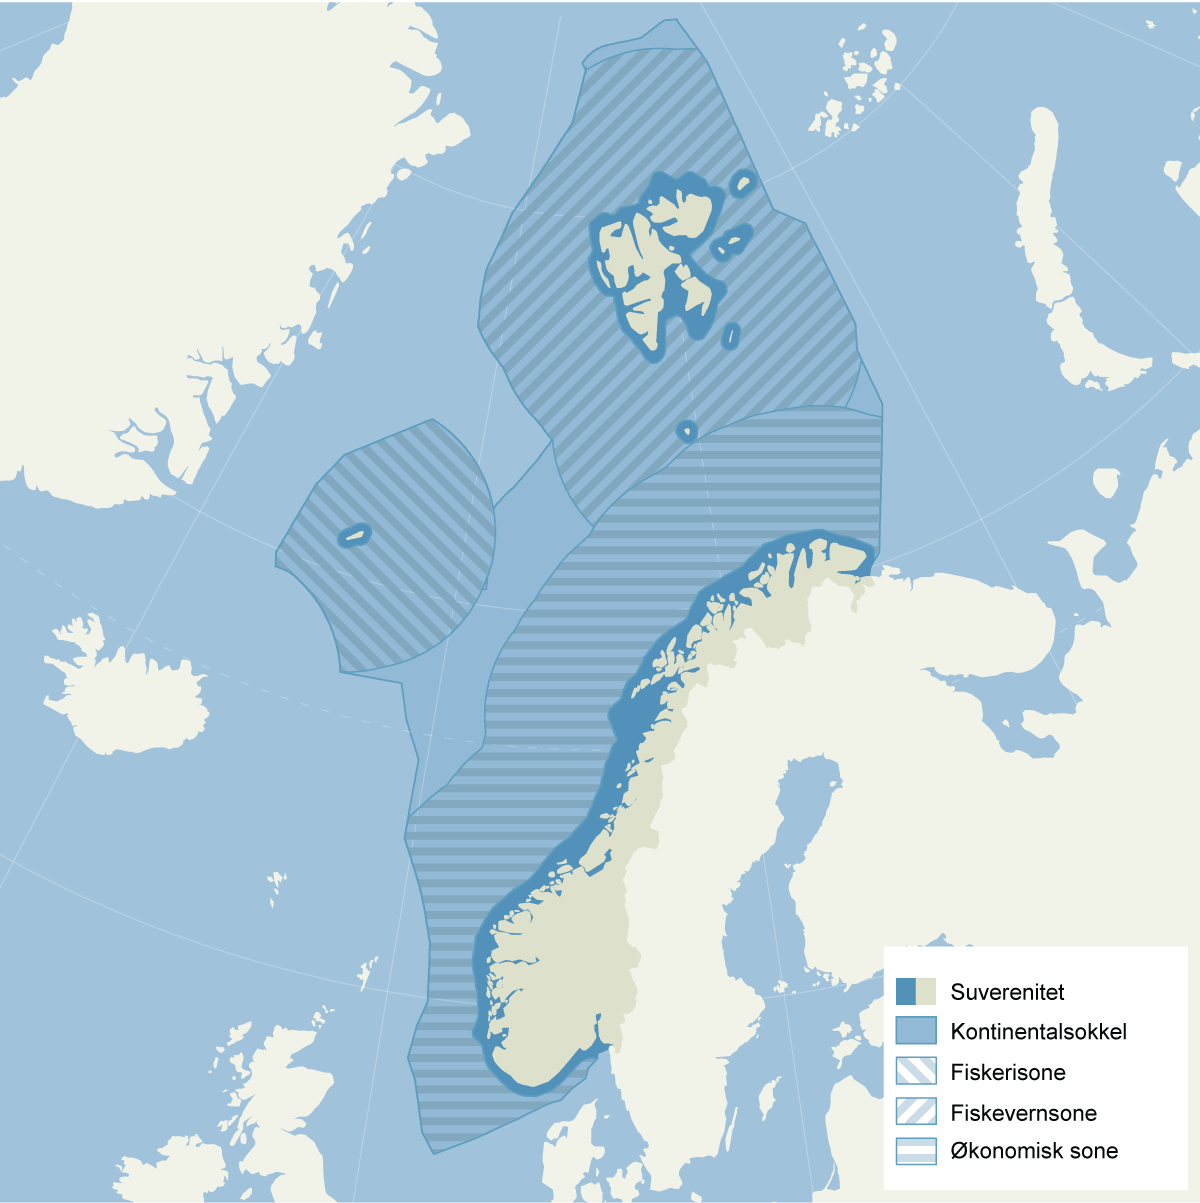 Suverenitet
Kontinentalsokkel
Fiskerisone
Fiskevernsone
Økonomisk sone